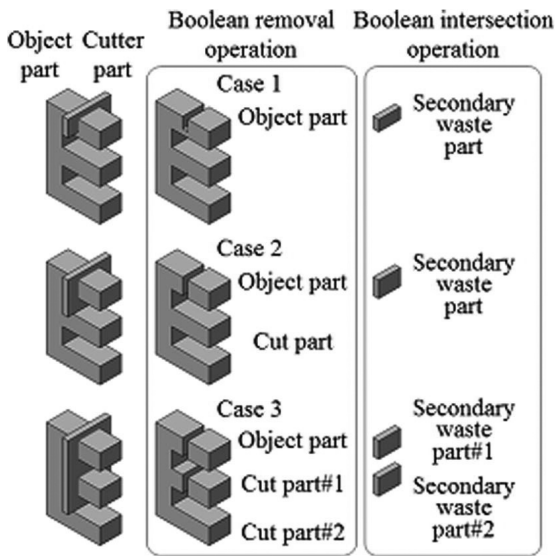 Object part
Cutter part
Boolean removal
operation
Boolean intersection
operation
Case 1
Object part
Secondary
waste
part
Case 2
Object part
Cut part
Secondary
waste
part
Case 3
Object part
Cut part#1
Cut part#2
Secondary
waste
part#1
Secondary
waste
part#2